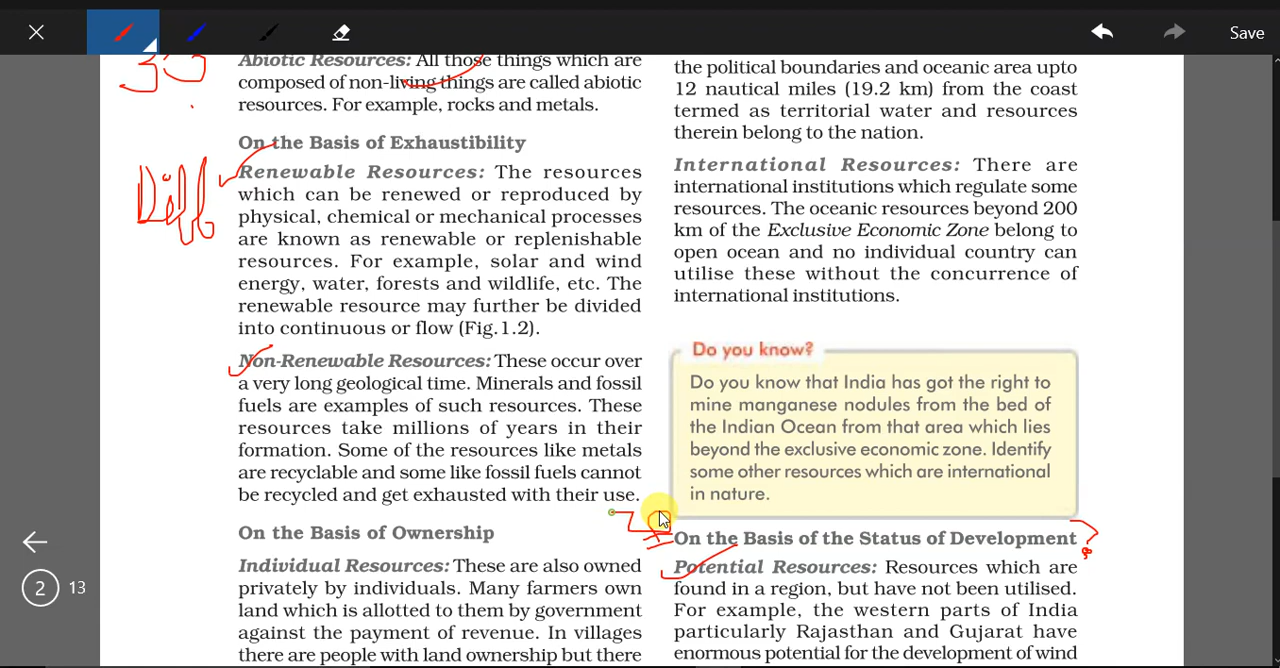 Save
Abiotic Resources: All those things which are
composed of non-living things are called abiotic
resources. For example, rocks and metals.
On the Basis of Exhaustibility
Diff
Renewable Resources: The resources
which can be renewed or reproduced by
physical, chemical or mechanical processes
are known as renewable or replenishable
resources. For example, solar and wind
energy, water, forests and wildlife, etc. The
renewable resource may further be divided
into continuous or flow (Fig.1.2).
Non-Renewable Resources: These occur over
a very long geological time. Minerals and fossil
fuels are examples of such resources. These
resources take millions of years in their
formation. Some of the resources like metals
are recyclable and some like fossil fuels cannot
be recycled and get exhausted with their use.
On the Basis of Ownership
Individual Resources: These are also owned
privately by individuals. Many farmers own
land which is allotted to them by government
against the payment of revenue. In villages
there are people with land ownership but there
the political boundaries and oceanic area upto
12 nautical miles (19.2 km) from the coast
termed as territorial water and resources
therein belong to the nation.
International Resources: There are
international institutions which regulate some
resources. The oceanic resources beyond 200
km of the Exclusive Economic Zone belong to
open ocean and no individual country can
utilise these without the concurrence of
international institutions.
Do you know?
Do you know that India has got the right to
mine manganese nodules from the bed of
the Indian Ocean from that area which lies
beyond the exclusive economic zone. Identify
some other resources which are international
in nature.
On the Basis of the Status of Development ?
Potential Resources: Resources which are
found in a region, but have not been utilised.
For example, the western parts of India
particularly Rajasthan and Gujarat have
enormous potential for the development of wind
2 13